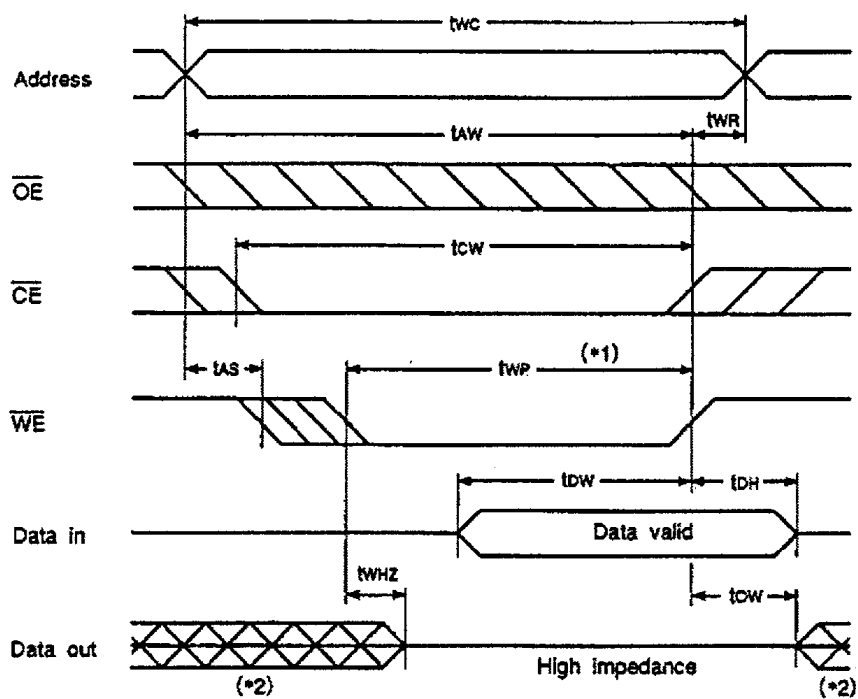 twc
Address
tAW
tWR
OE
tCW
CE
tAS
tWP (*1)
WE
tDW
tDH
Data in
Data valid
tWHZ
tOW
Data out
High impedance
(*2)
(*2)